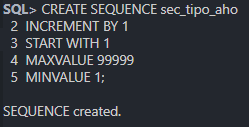 SQL> CREATE SEQUENCE sec_tipo_aho
2 INCREMENT BY 1
3 START WITH 1
4 MAXVALUE 99999
5 MINVALUE 1;
SEQUENCE created.